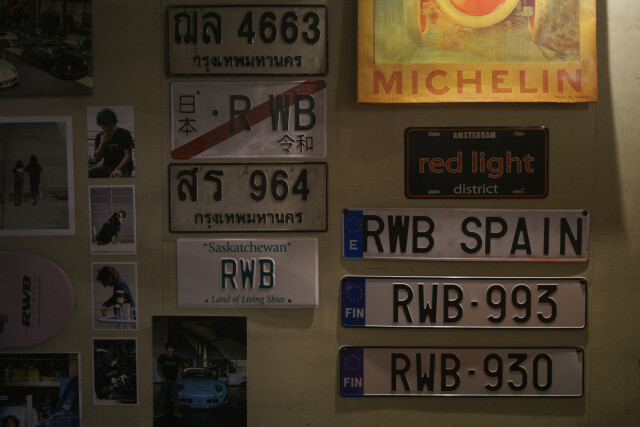 ฌล 4663
กรุงเทพมหานคร
日本
・R WB
令和
สร 964
กรุงเทพมหานคร
"Saskatchewan"
RWB
Land of Living Skies
RWB
MICHELIN
AMSTERDAM
red light
district
E
RWB SPAIN
FIN
RWB-993
FIN
RWB-930